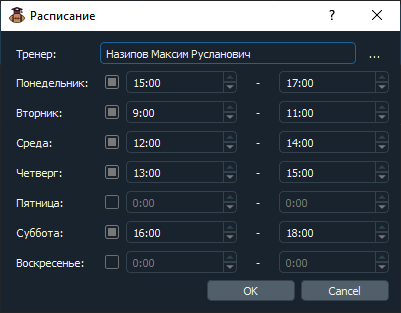 Расписание ?
Тренер: Назипов Максим Русланович ...
Понедельник: 15:00 - 17:00
Вторник: 9:00 - 11:00
Среда: 12:00 - 14:00
Четверг: 13:00 - 15:00
Пятница: 0:00 - 0:00
Суббота: 16:00 - 18:00
Воскресенье: 0:00 - 0:00
OK Cancel